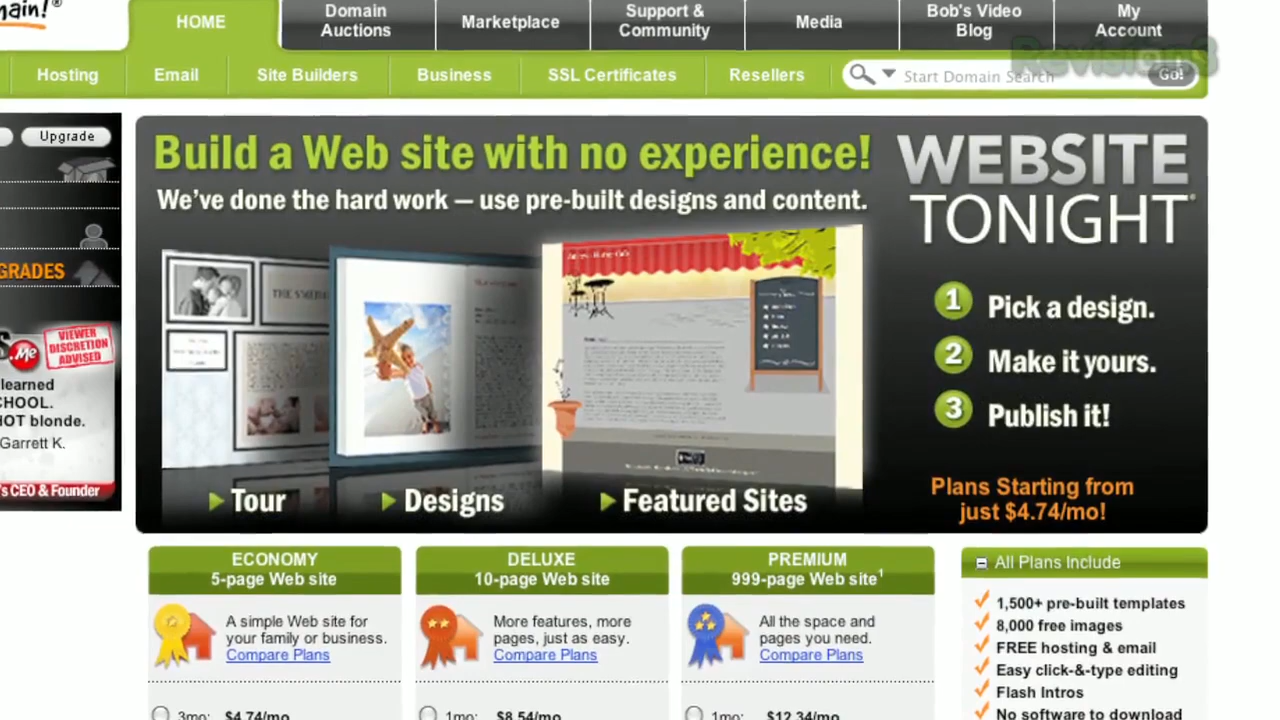 main!®
HOME
Domain
Auctions
Marketplace
Support &
Community
Media
Bob's Video
Blog
My
Account
Hosting
Email
Site Builders
Business
SSL Certificates
Resellers
Start Domain Search
Go!
Revision3
Upgrade
GRADES
.Me
VIEWER
DISCRETION
ADVISED
learned
CHOOL.
HOT blonde.
Garrett K.
's CEO & Founder
Build a Web site with no experience!
We've done the hard work — use pre-built designs and content.
WEBSITE
TONIGHT®
1 Pick a design.
2 Make it yours.
3 Publish it!
Plans Starting from
just $4.74/mo!
Tour
Designs
Featured Sites
ECONOMY
5-page Web site
A simple Web site for
your family or business.
Compare Plans
3mo: $4.74/mo
DELUXE
10-page Web site
More features, more
pages, just as easy.
Compare Plans
1mo: $8.54/mo
PREMIUM
999-page Web site1
All the space and
pages you need.
Compare Plans
1mo: $12.34/mo
All Plans Include
1,500+ pre-built templates
8,000 free images
FREE hosting & email
Easy click-&-type editing
Flash Intros
No software to download